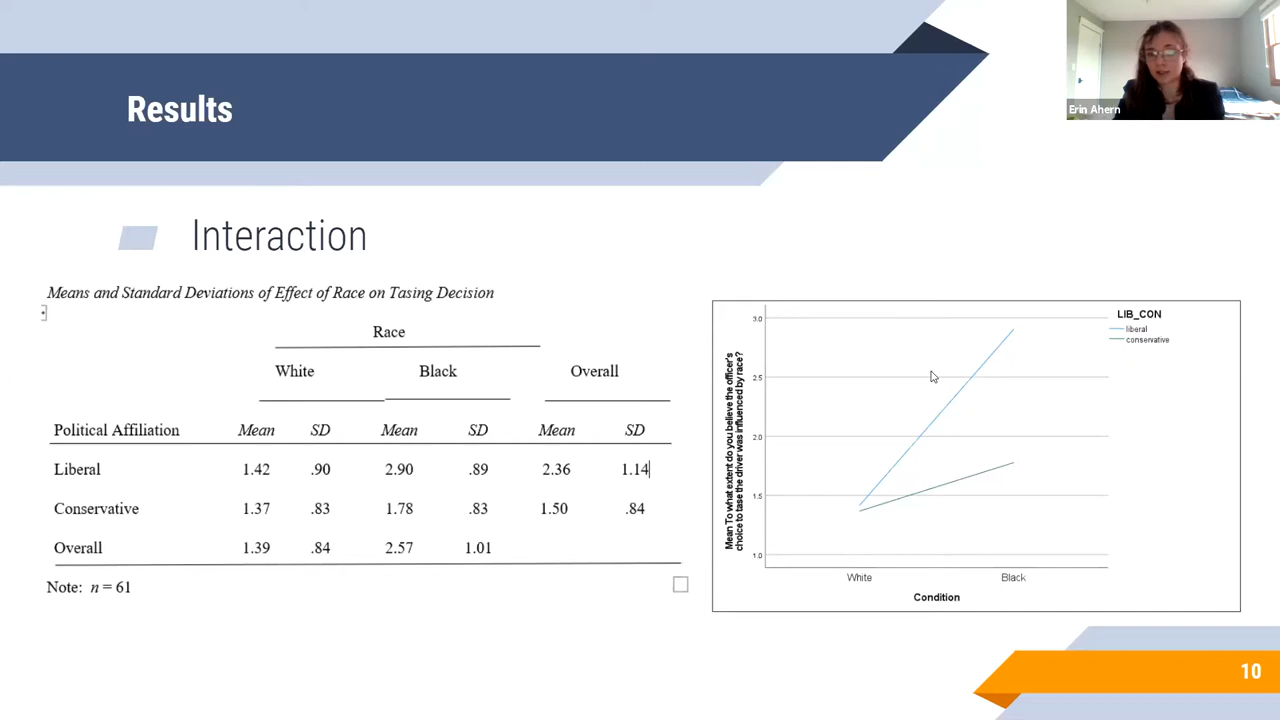 Erin Ahern
Results
Interaction
Means and Standard Deviations of Effect of Race on Tasing Decision
Race
White Black Overall
Political Affiliation Mean SD Mean SD Mean SD
Liberal 1.42 .90 2.90 .89 2.36 1.14
Conservative 1.37 .83 1.78 .83 1.50 .84
Overall 1.39 .84 2.57 1.01
Note: n = 61
Mean To what extent do you believe the officer's
choice to tase the driver was influenced by race?
3.0
2.5
2.0
1.5
1.0
White Black
Condition
LIB_CON
liberal
conservative
10